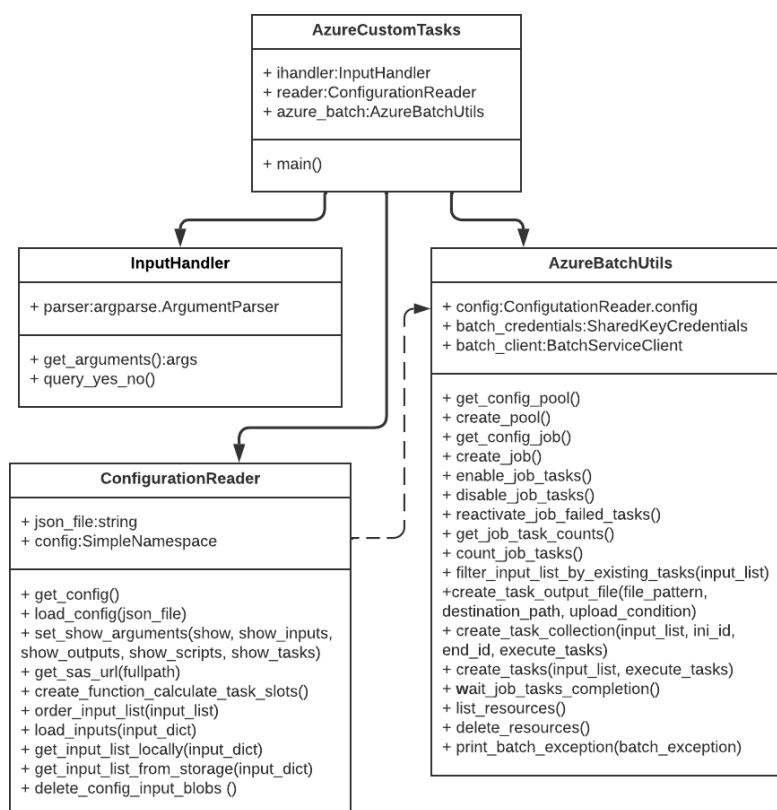 AzureCustomTasks
+ ihandler:InputHandler
+ reader:ConfigurationReader
+ azure_batch:AzureBatchUtils
+ main()
InputHandler
+ parser:argparse.ArgumentParser
+ get_arguments():args
+ query_yes_no()
AzureBatchUtils
+ config:ConfigutationReader.config
+ batch_credentials:SharedKeyCredentials
+ batch_client:BatchServiceClient
+ get_config_pool()
+ create_pool()
+ get_config_job()
+ create_job()
+ enable_job_tasks()
+ disable_job_tasks()
+ reactivate_job_failed_tasks()
+ get_job_task_counts()
+ count_job_tasks()
+ filter_input_list_by_existing_tasks(input_list)
+create_task_output_file(file_pattern,
destination_path, upload_condition)
+ create_task_collection(input_list, ini_id,
end_id, execute_tasks)
+ create_tasks(input_list, execute_tasks)
+ wait_job_tasks_completion()
+ list_resources()
+ delete_resources()
+ print_batch_exception(batch_exception)
ConfigurationReader
+ json_file:string
+ config:SimpleNamespace
+ get_config()
+ load_config(json_file)
+ set_show_arguments(show, show_inputs,
show_outputs, show_scripts, show_tasks)
+ get_sas_url(fullpath)
+ create_function_calculate_task_slots()
+ order_input_list(input_list)
+ load_inputs(input_dict)
+ get_input_list_locally(input_dict)
+ get_input_list_from_storage(input_dict)
+ delete_config_input_blobs ()